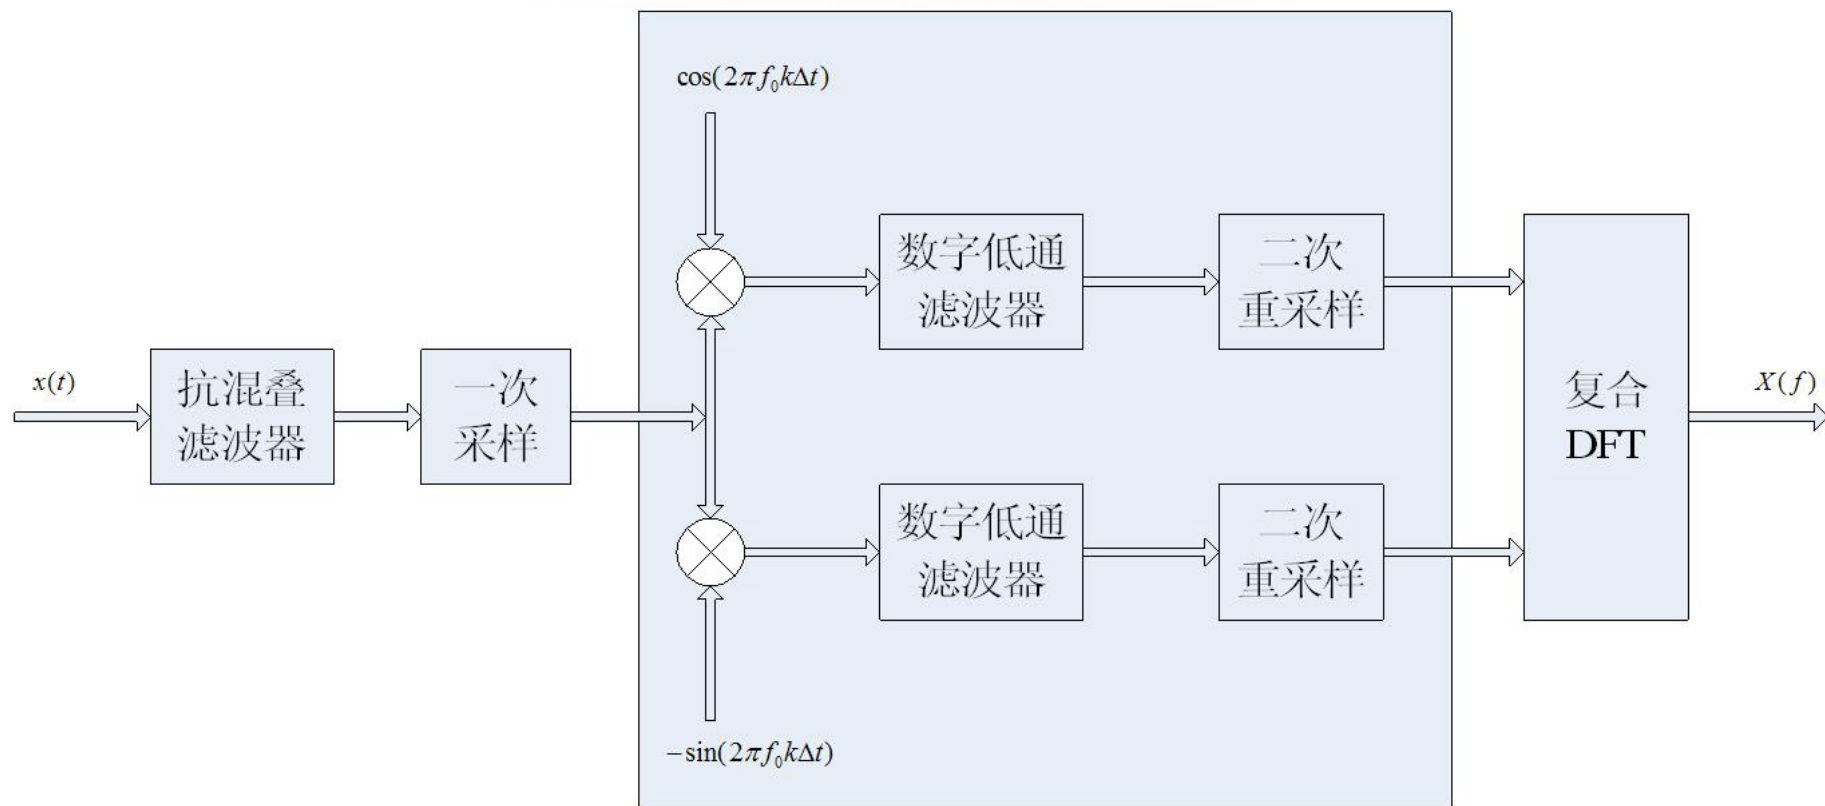 cos(2πf₀kΔt)
数字低通
滤波器
二次
重采样
x(t)
抗混叠
滤波器
一次
采样
复合
DFT
X(f)
数字低通
滤波器
二次
重采样
−sin(2πf₀kΔt)